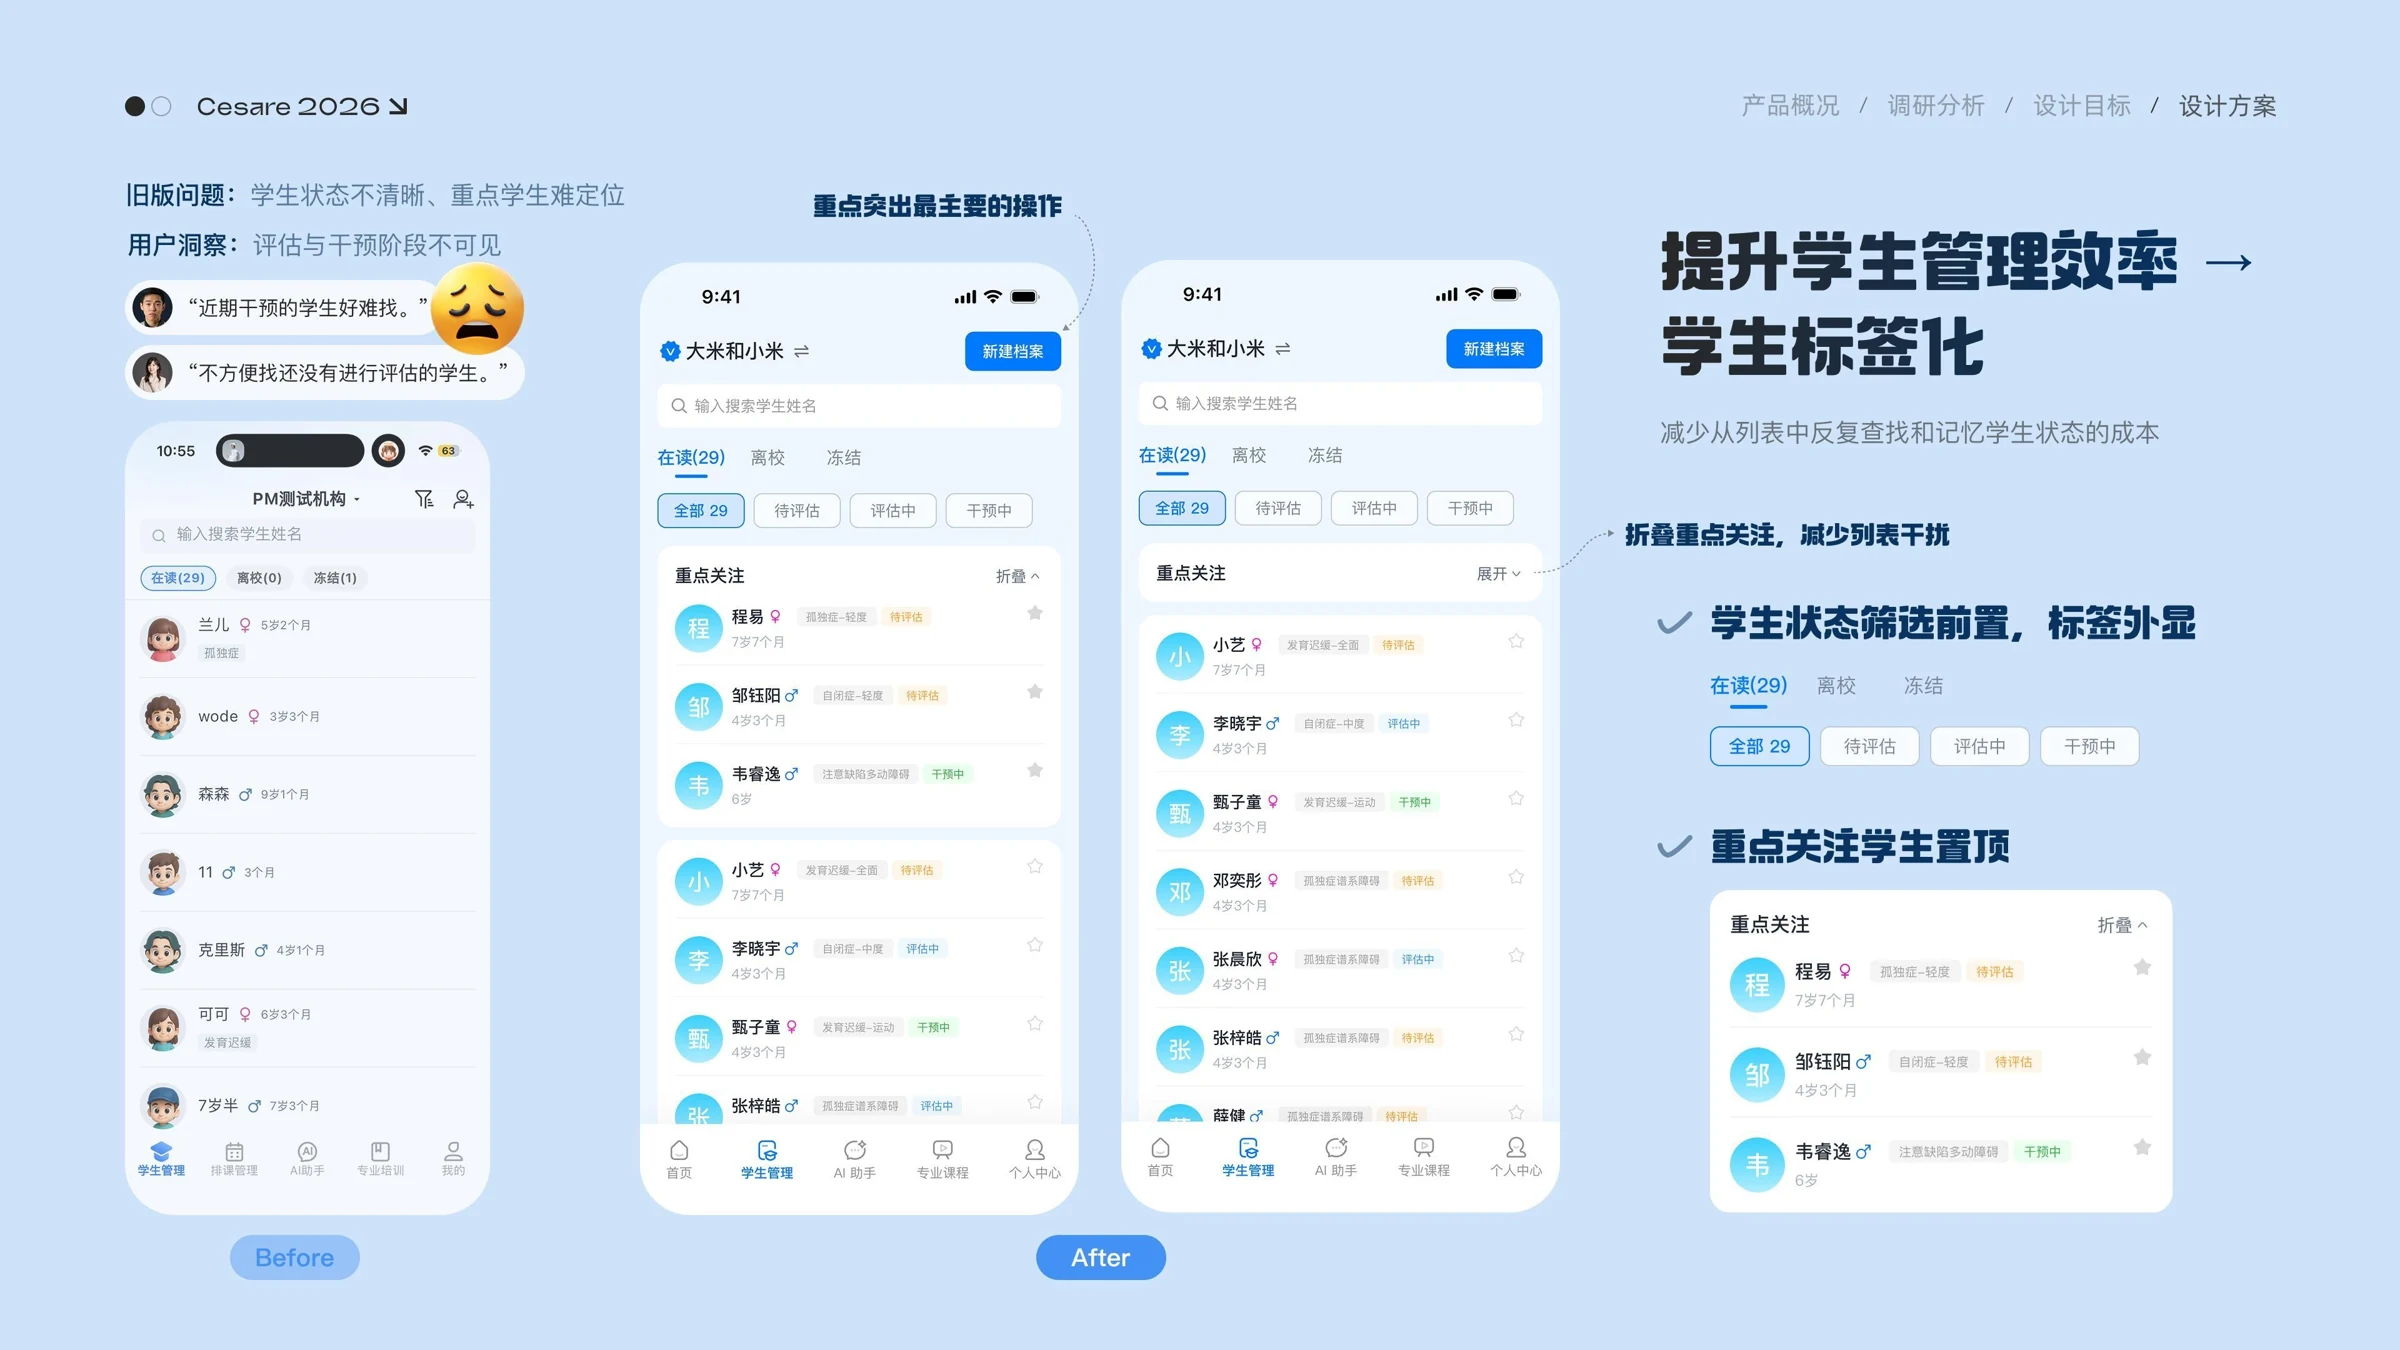 Cesare 2026
产品概况 / 调研分析 / 设计目标 / 设计方案
旧版问题：学生状态不清晰、重点学生难定位
用户洞察：评估与干预阶段不可见
“近期干预的学生好难找。”
“不方便找还没有进行评估的学生。”
10:55
63
PM测试机构
输入搜索学生姓名
在读(29) 离校(0) 冻结(1)
兰儿 ♀ 5岁2个月
孤独症
wode ♀ 3岁3个月
森森 ♂ 9岁1个月
11 ♂ 3个月
克里斯 ♂ 4岁1个月
可可 ♀ 6岁3个月
发育迟缓
7岁半 ♂ 7岁3个月
学生管理 排课管理 AI助手 专业培训 我的
Before
重点突出最主要的操作
9:41
大米和小米 新建档案
输入搜索学生姓名
在读(29) 离校 冻结
全部 29 待评估 评估中 干预中
重点关注 折叠
程 程易 ♀ 孤独症-轻度 待评估
7岁7个月
邹 邹钰阳 ♂ 自闭症-轻度 待评估
4岁3个月
韦 韦睿逸 ♂ 注意缺陷多动障碍 干预中
6岁
小 小艺 ♀ 发育迟缓-全面 待评估
7岁7个月
李 李晓宇 ♂ 自闭症-中度 评估中
4岁3个月
甄 甄子童 ♀ 发育迟缓-运动 干预中
4岁3个月
张 张梓皓 ♂ 孤独症谱系障碍 评估中
首页 学生管理 AI 助手 专业课程 个人中心
After
9:41
大米和小米 新建档案
输入搜索学生姓名
在读(29) 离校 冻结
全部 29 待评估 评估中 干预中
重点关注 展开
小 小艺 ♀ 发育迟缓-全面 待评估
7岁7个月
李 李晓宇 ♂ 自闭症-中度 评估中
4岁3个月
甄 甄子童 ♀ 发育迟缓-运动 干预中
4岁3个月
邓 邓奕彤 ♀ 孤独症谱系障碍 待评估
4岁3个月
张 张晨欣 ♀ 孤独症谱系障碍 评估中
4岁3个月
张 张梓皓 ♂ 孤独症谱系障碍 待评估
4岁3个月
薛健 ♂ 孤独症谱系障碍 待评估
首页 学生管理 AI 助手 专业课程 个人中心
提升学生管理效率 →
学生标签化
减少从列表中反复查找和记忆学生状态的成本
折叠重点关注，减少列表干扰
学生状态筛选前置，标签外显
在读(29) 离校 冻结
全部 29 待评估 评估中 干预中
重点关注学生置顶
重点关注 折叠
程 程易 ♀ 孤独症-轻度 待评估
7岁7个月
邹 邹钰阳 ♂ 自闭症-轻度 待评估
4岁3个月
韦 韦睿逸 ♂ 注意缺陷多动障碍 干预中
6岁